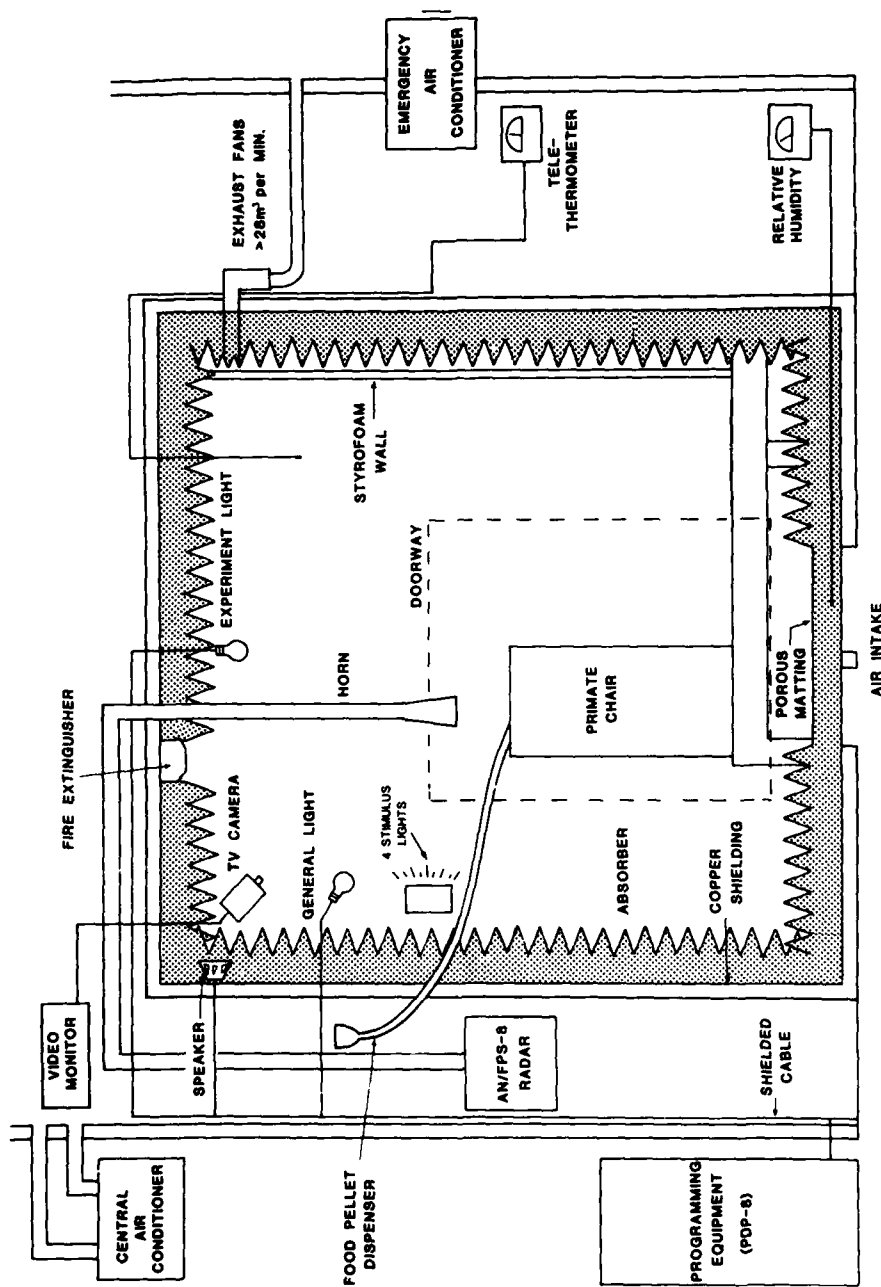 EMERGENCY
AIR
CONDITIONER
EXHAUST FANS
>28m³ per MIN.
TELE-
THERMOMETER
RELATIVE
HUMIDITY
EXPERIMENT LIGHT
STYROFOAM
WALL
FIRE EXTINGUISHER
HORN
DOORWAY
PRIMATE
CHAIR
POROUS
MATTING
AIR INTAKE
TV CAMERA
GENERAL LIGHT
4 STIMULUS
LIGHTS
ABSORBER
COPPER
SHIELDING
VIDEO
MONITOR
SPEAKER
AN/FPS-8
RADAR
SHIELDED
CABLE
CENTRAL
AIR
CONDITIONER
FOOD PELLET
DISPENSER
PROGRAMMING
EQUIPMENT
(PDP-8)